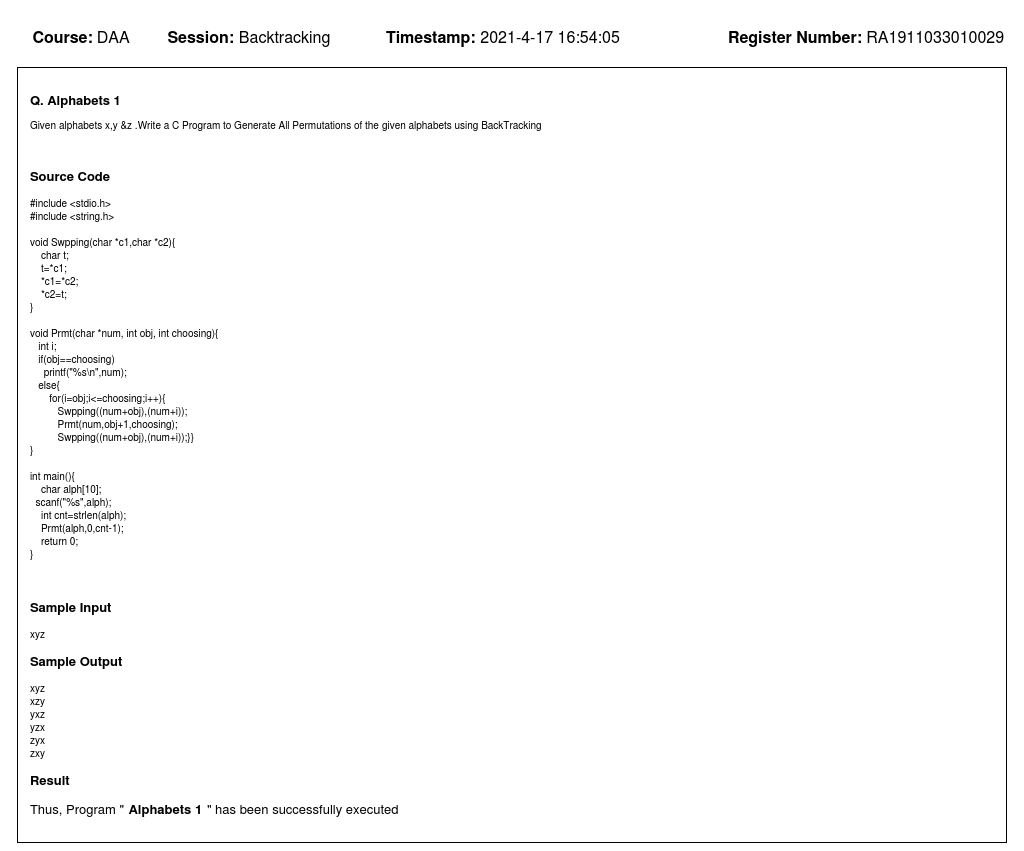 Course: DAA Session: Backtracking Timestamp: 2021-4-17 16:54:05 Register Number: RA1911033010029
Q. Alphabets 1
Given alphabets x,y &z .Write a C Program to Generate All Permutations of the given alphabets using BackTracking
Source Code
#include <stdio.h>
#include <string.h>
void Swpping(char *c1,char *c2){
    char t;
    t=*c1;
    *c1=*c2;
    *c2=t;
}
void Prmt(char *num, int obj, int choosing){
   int i;
   if(obj==choosing)
     printf("%s\n",num);
   else{
       for(i=obj;i<=choosing;i++){
          Swpping((num+obj),(num+i));
          Prmt(num,obj+1,choosing);
          Swpping((num+obj),(num+i));}}
}
int main(){
    char alph[10];
  scanf("%s",alph);
    int cnt=strlen(alph);
    Prmt(alph,0,cnt-1);
    return 0;
}
Sample Input
xyz
Sample Output
xyz
xzy
yxz
yzx
zyx
zxy
Result
Thus, Program " Alphabets 1 " has been successfully executed